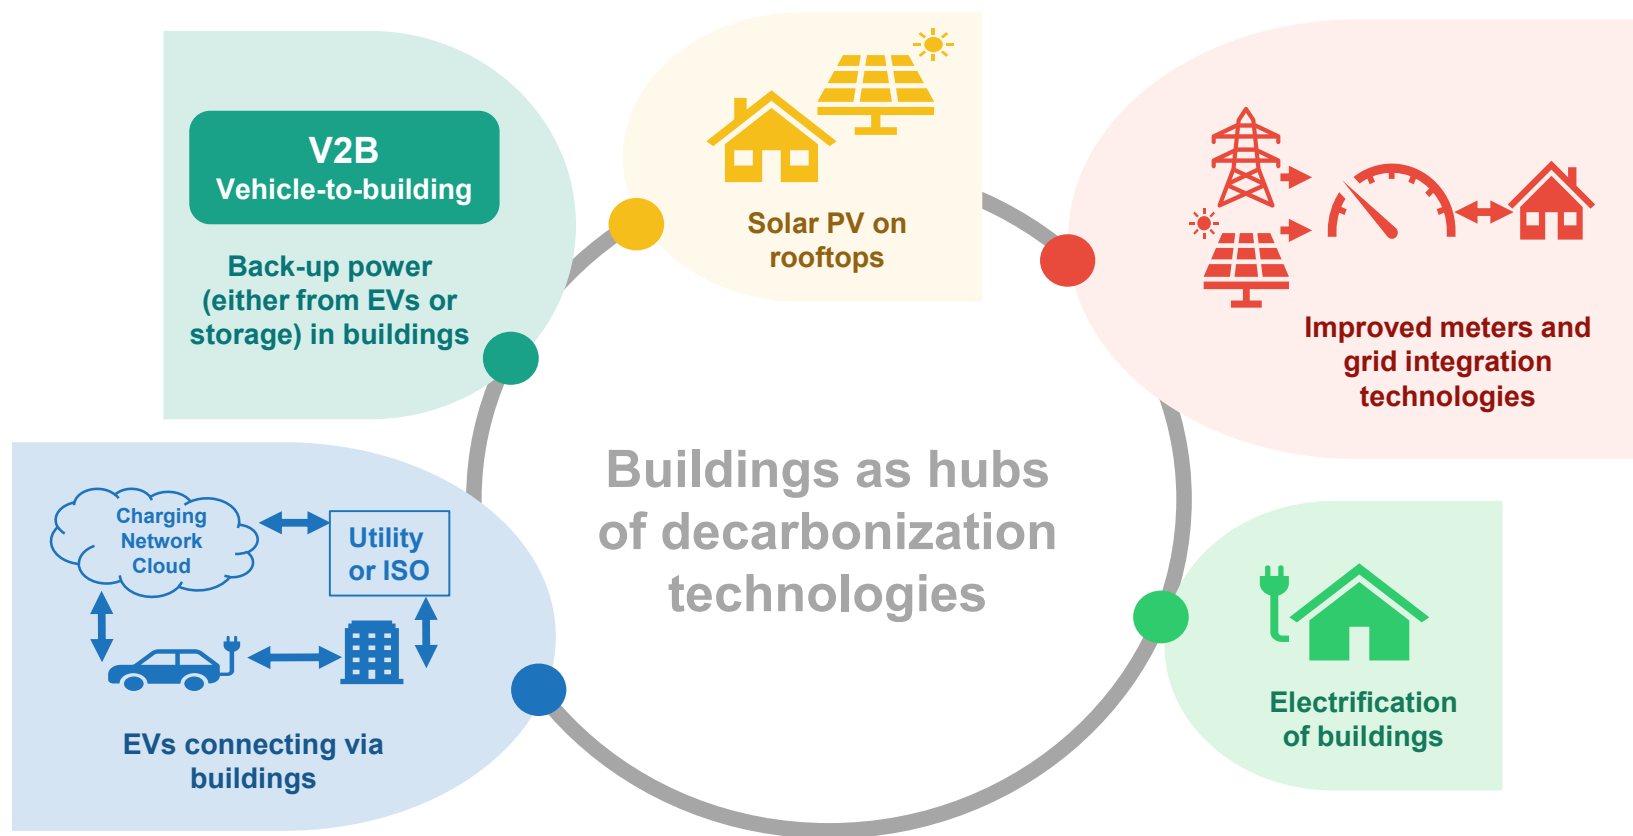 V2B
Vehicle-to-building
Back-up power
(either from EVs or
storage) in buildings
Solar PV on
rooftops
Improved meters and
grid integration
technologies
Buildings as hubs
of decarbonization
technologies
Charging
Network
Cloud
Utility
or ISO
EVs connecting via
buildings
Electrification
of buildings